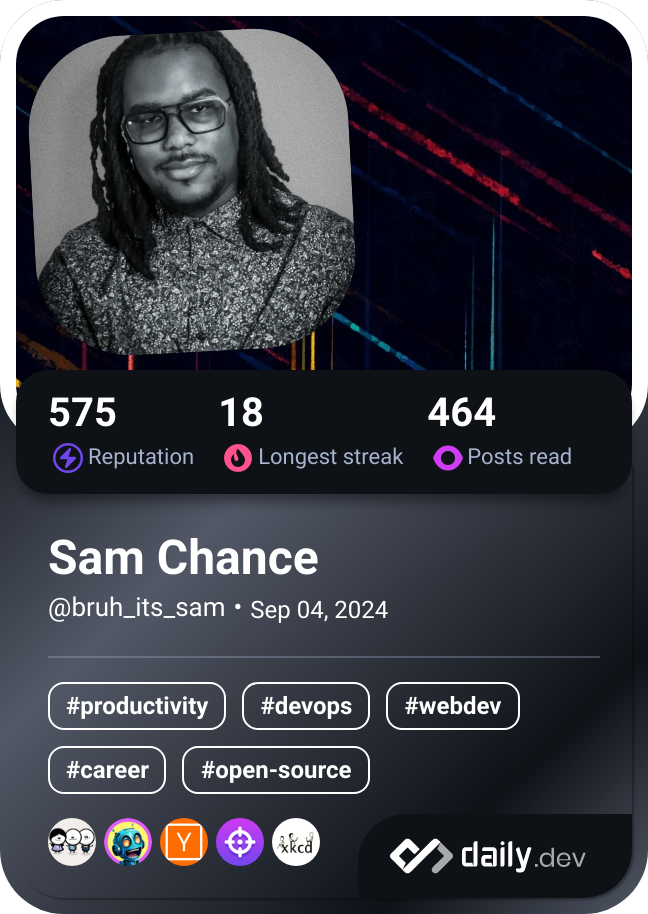 575 18 464
Reputation Longest streak Posts read
Sam Chance
@bruh_its_sam • Sep 04, 2024
#productivity #devops #webdev
#career #open-source
Y xkcd
daily.dev